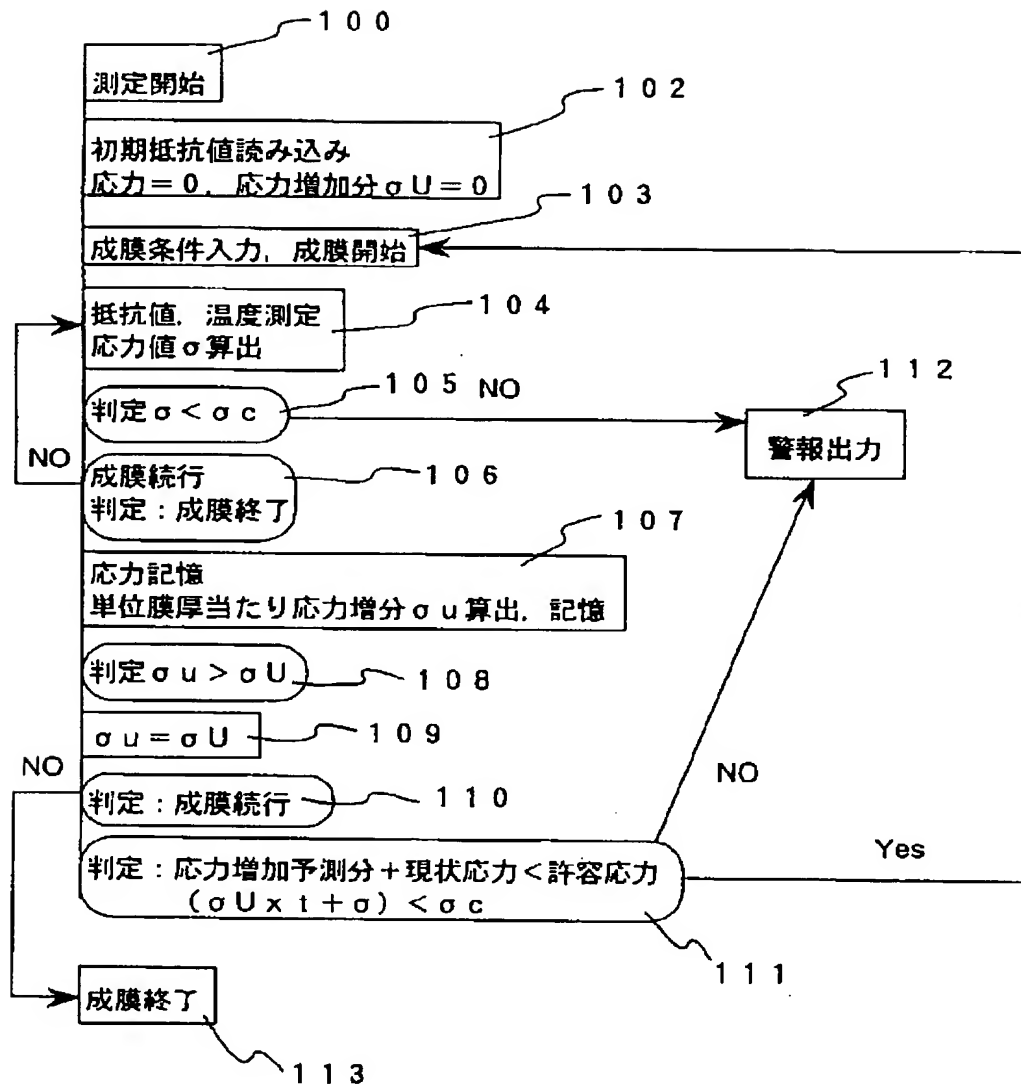 100
測定開始
102
初期抵抗値読み込み
応力=0, 応力増加分σU=0
103
成膜条件入力, 成膜開始
抵抗値, 温度測定
応力値σ算出
104
105
NO
判定σ<σc
112
警報出力
NO
成膜続行
判定:成膜終了
106
107
応力記憶
単位膜厚当たり応力増分σu算出, 記憶
判定σu>σU
108
σu=σU
109
NO
判定:成膜続行
110
NO
判定:応力増加予測分+現状応力<許容応力
(σU×t+σ)<σc
Yes
111
成膜終了
113